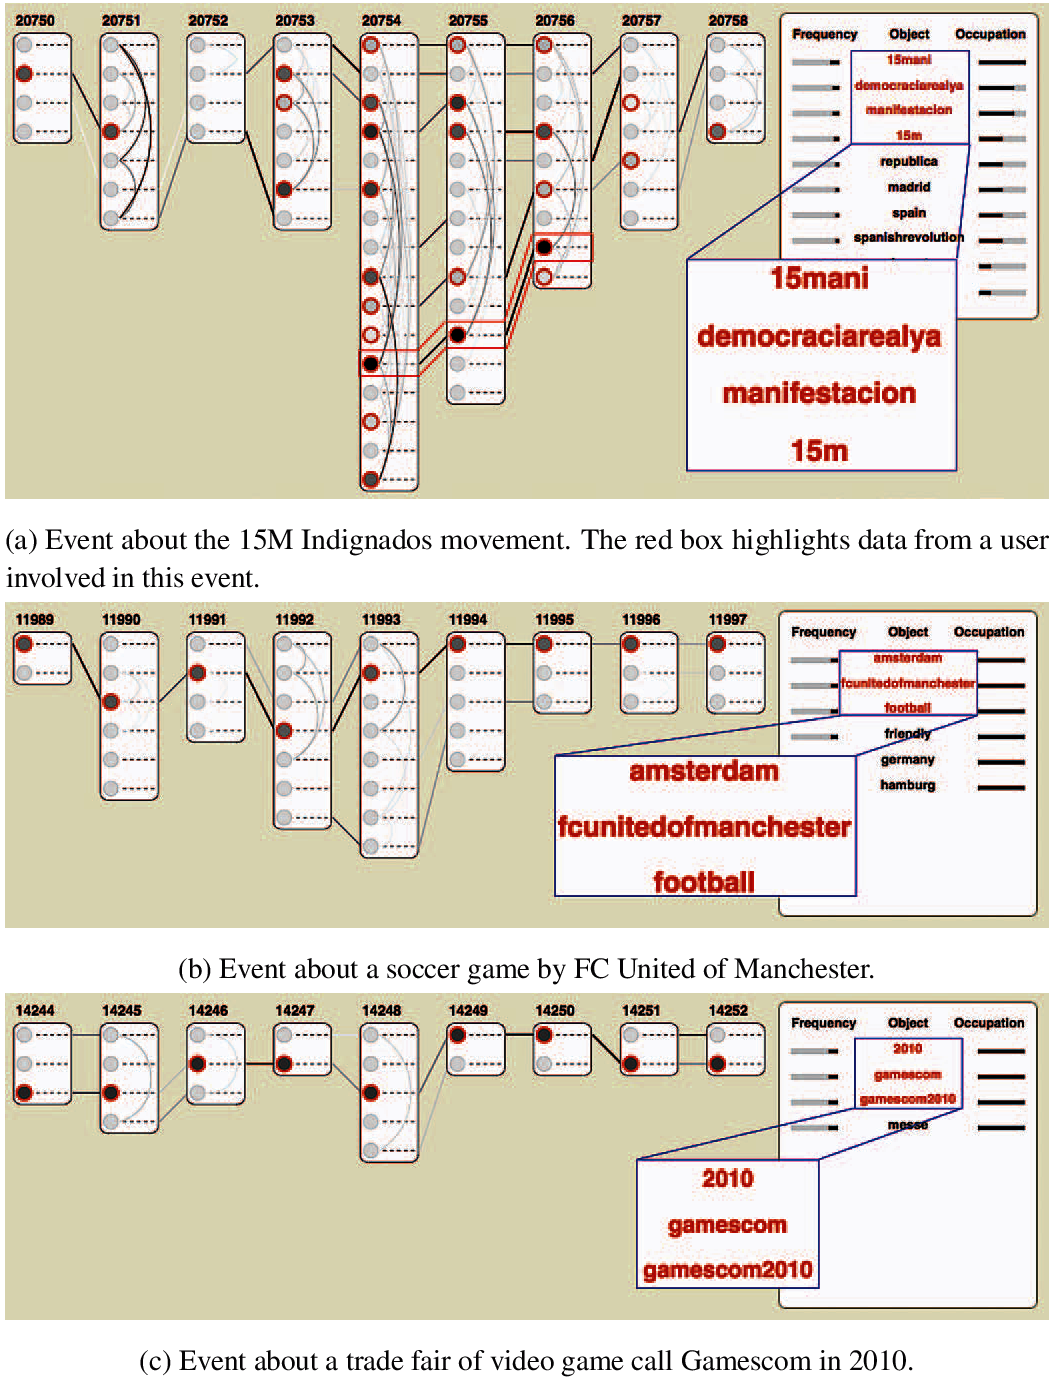 20750 20751 20752 20753 20754 20755 20756 20757 20758
Frequency Object Occupation
15mani
democraciarealya
manifestacion
15m
republica
madrid
spain
spanishrevolution
15mani
democraciarealya
manifestacion
15m
(a) Event about the 15M Indignados movement. The red box highlights data from a user
involved in this event.
11989 11990 11991 11992 11993 11994 11995 11996 11997
Frequency Object Occupation
amsterdam
fcunitedofmanchester
football
friendly
germany
hamburg
amsterdam
fcunitedofmanchester
football
(b) Event about a soccer game by FC United of Manchester.
14244 14245 14246 14247 14248 14249 14250 14251 14252
Frequency Object Occupation
2010
gamescom
gamescom2010
messe
2010
gamescom
gamescom2010
(c) Event about a trade fair of video game call Gamescom in 2010.